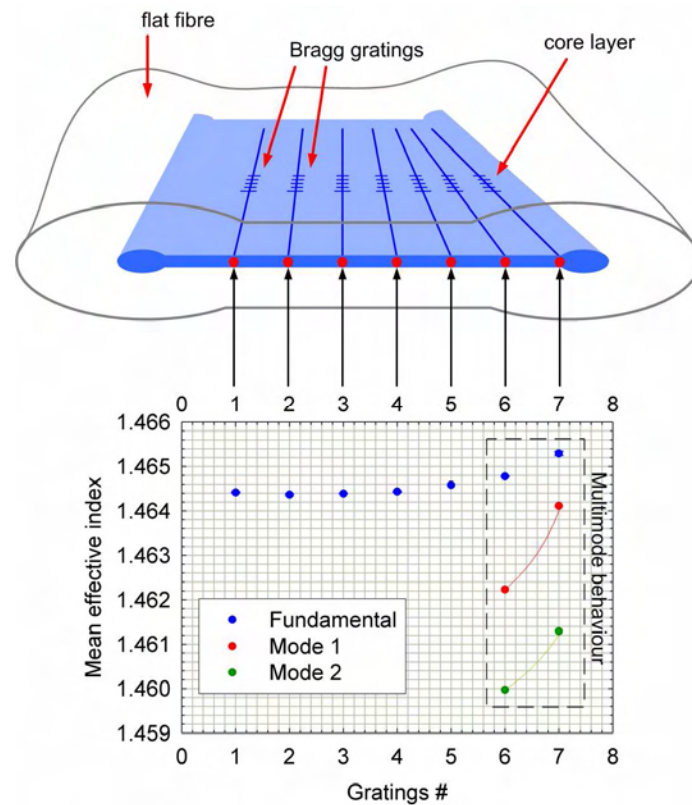 flat fibre
Bragg gratings
core layer
0 1 2 3 4 5 6 7 8
1.466
1.465
1.464
1.463
1.462
1.461
1.460
1.459
Mean effective index
Fundamental
Mode 1
Mode 2
Multimode behaviour
0 1 2 3 4 5 6 7 8
Gratings #